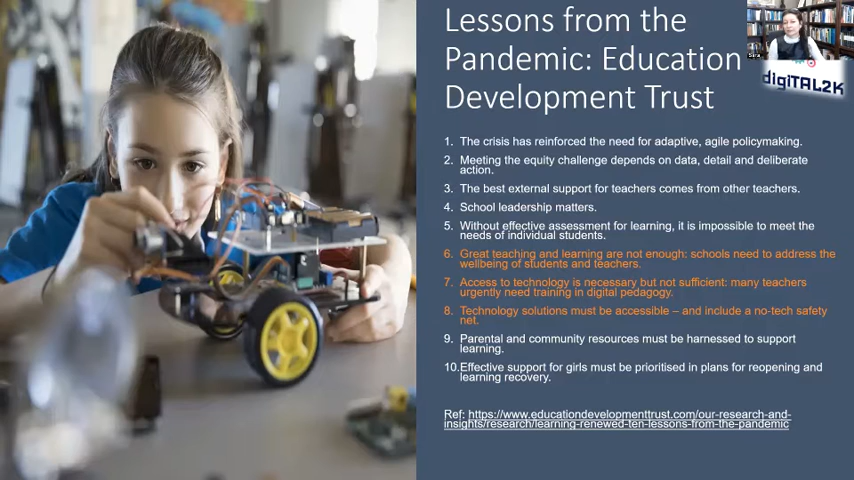 Lessons from the
Pandemic: Education
Development Trust
Sara
digiTAL2K
1. The crisis has reinforced the need for adaptive, agile policymaking.
2. Meeting the equity challenge depends on data, detail and deliberate
action.
3. The best external support for teachers comes from other teachers.
4. School leadership matters.
5. Without effective assessment for learning, it is impossible to meet the
needs of individual students.
6. Great teaching and learning are not enough: schools need to address the
wellbeing of students and teachers.
7. Access to technology is necessary but not sufficient: many teachers
urgently need training in digital pedagogy.
8. Technology solutions must be accessible – and include a no-tech safety
net.
9. Parental and community resources must be harnessed to support
learning.
10.Effective support for girls must be prioritised in plans for reopening and
learning recovery.
Ref: https://www.educationdevelopmenttrust.com/our-research-and-
insights/research/learning-renewed-ten-lessons-from-the-pandemic